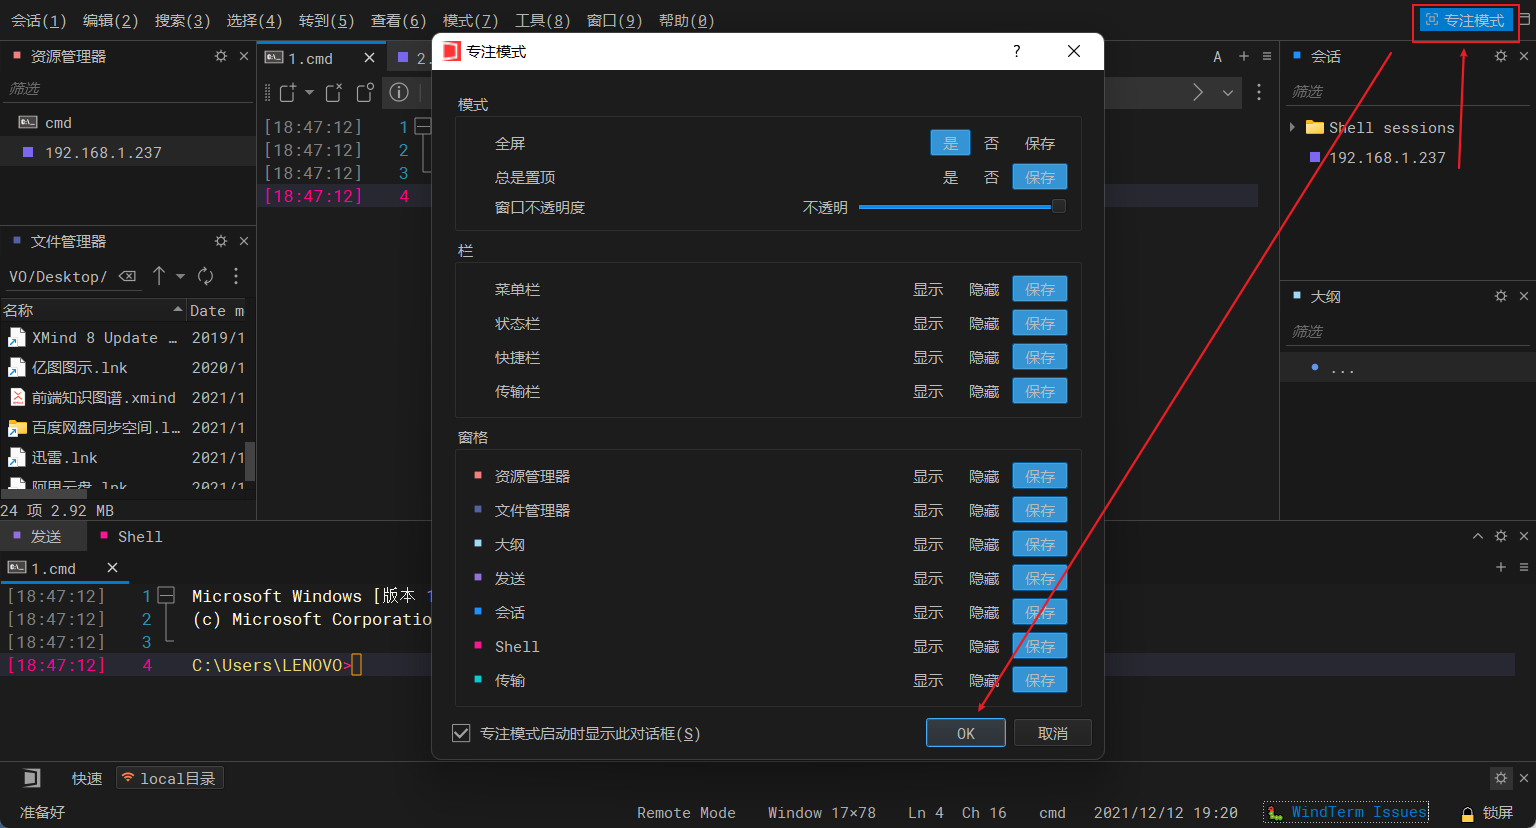 会话(1) 编辑(2) 搜索(3) 选择(4) 转到(5) 查看(6) 模式(7) 工具(8) 窗口(9) 帮助(0) 专注模式
资源管理器
筛选
cmd
192.168.1.237
文件管理器
VO/Desktop/
名称 Date m
XMind 8 Update … 2019/1
亿图图示.lnk 2020/1
前端知识图谱.xmind 2021/1
百度网盘同步空间.l… 2021/1
迅雷.lnk 2021/1
阿里云盘.lnk 2021/1
24 项 2.92 MB
1.cmd 2. A
[18:47:12] 1
[18:47:12] 2
[18:47:12] 3
[18:47:12] 4
专注模式 ?
模式
全屏 是 否 保存
总是置顶 是 否 保存
窗口不透明度 不透明
栏
菜单栏 显示 隐藏 保存
状态栏 显示 隐藏 保存
快捷栏 显示 隐藏 保存
传输栏 显示 隐藏 保存
窗格
资源管理器 显示 隐藏 保存
文件管理器 显示 隐藏 保存
大纲 显示 隐藏 保存
发送 显示 隐藏 保存
会话 显示 隐藏 保存
Shell 显示 隐藏 保存
传输 显示 隐藏 保存
专注模式启动时显示此对话框(S)
OK 取消
会话
筛选
Shell sessions
192.168.1.237
大纲
筛选
...
发送 Shell
1.cmd
[18:47:12] 1 Microsoft Windows [版本 1
[18:47:12] 2 (c) Microsoft Corporatio
[18:47:12] 3
[18:47:12] 4 C:\Users\LENOVO>
快速 local目录
准备好 Remote Mode Window 17×78 Ln 4 Ch 16 cmd 2021/12/12 19:20 WindTerm Issues 锁屏